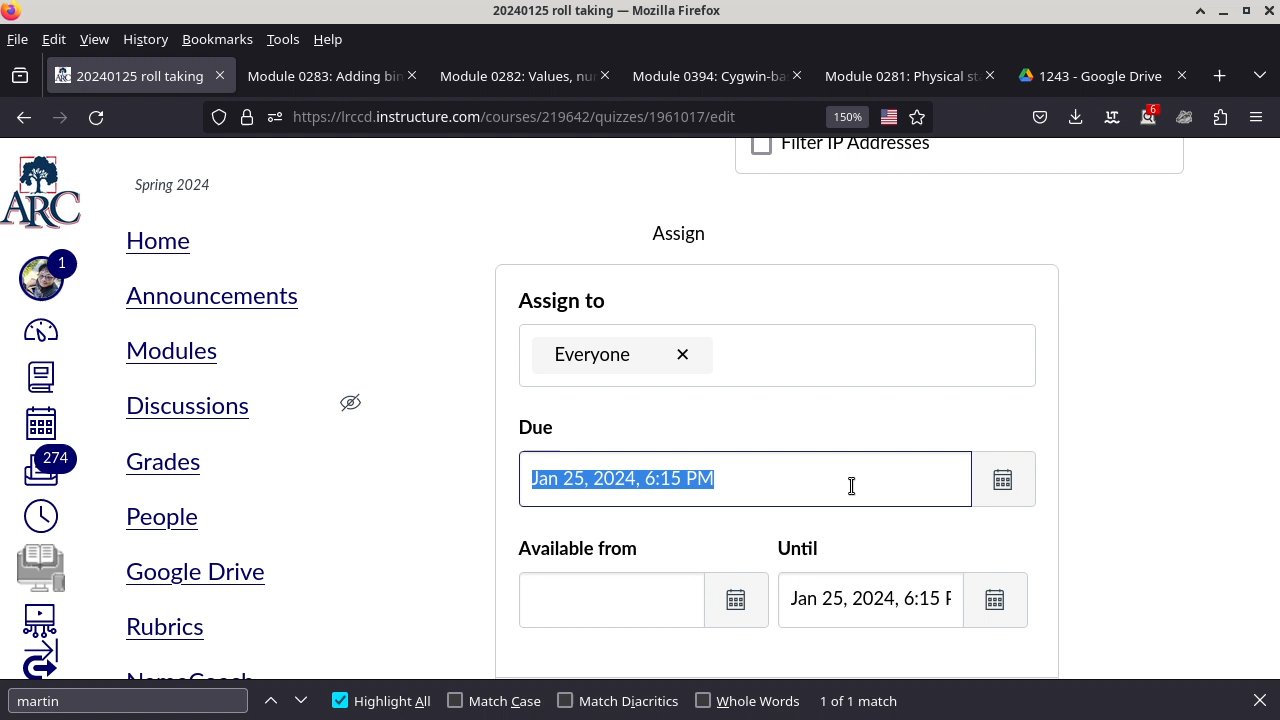 20240125 roll taking — Mozilla Firefox
File Edit View History Bookmarks Tools Help
20240125 roll taking
Module 0283: Adding bin
Module 0282: Values, nu
Module 0394: Cygwin-ba
Module 0281: Physical st
1243 - Google Drive
https://lrccd.instructure.com/courses/219642/quizzes/1961017/edit
150%
6
ARC
1
274
Spring 2024
Home
Announcements
Modules
Discussions
Grades
People
Google Drive
Rubrics
NameCoach
Filter IP Addresses
Assign
Assign to
Everyone
Due
Jan 25, 2024, 6:15 PM
Available from Until
Jan 25, 2024, 6:15 P
martin Highlight All Match Case Match Diacritics Whole Words 1 of 1 match